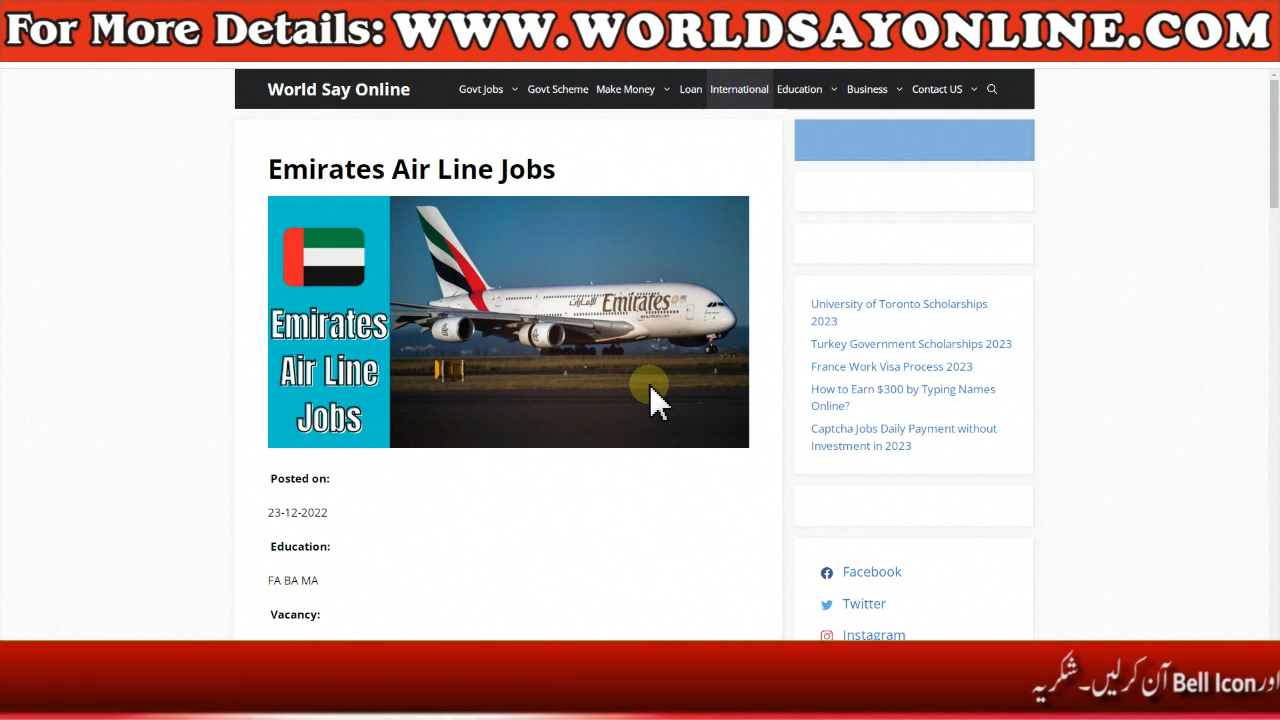 For More Details: WWW.WORLDSAYONLINE.COM
World Say Online
Govt Jobs
Govt Scheme
Make Money
Loan
International
Education
Business
Contact US
Emirates Air Line Jobs
Emirates
Air Line
Jobs
الإمارات Emirates
Posted on:
23-12-2022
Education:
FA BA MA
Vacancy:
University of Toronto Scholarships
2023
Turkey Government Scholarships 2023
France Work Visa Process 2023
How to Earn $300 by Typing Names
Online?
Captcha Jobs Daily Payment without
Investment in 2023
Facebook
Twitter
Instagram
اور Bell Icon آن کرلیں۔ شکریہ